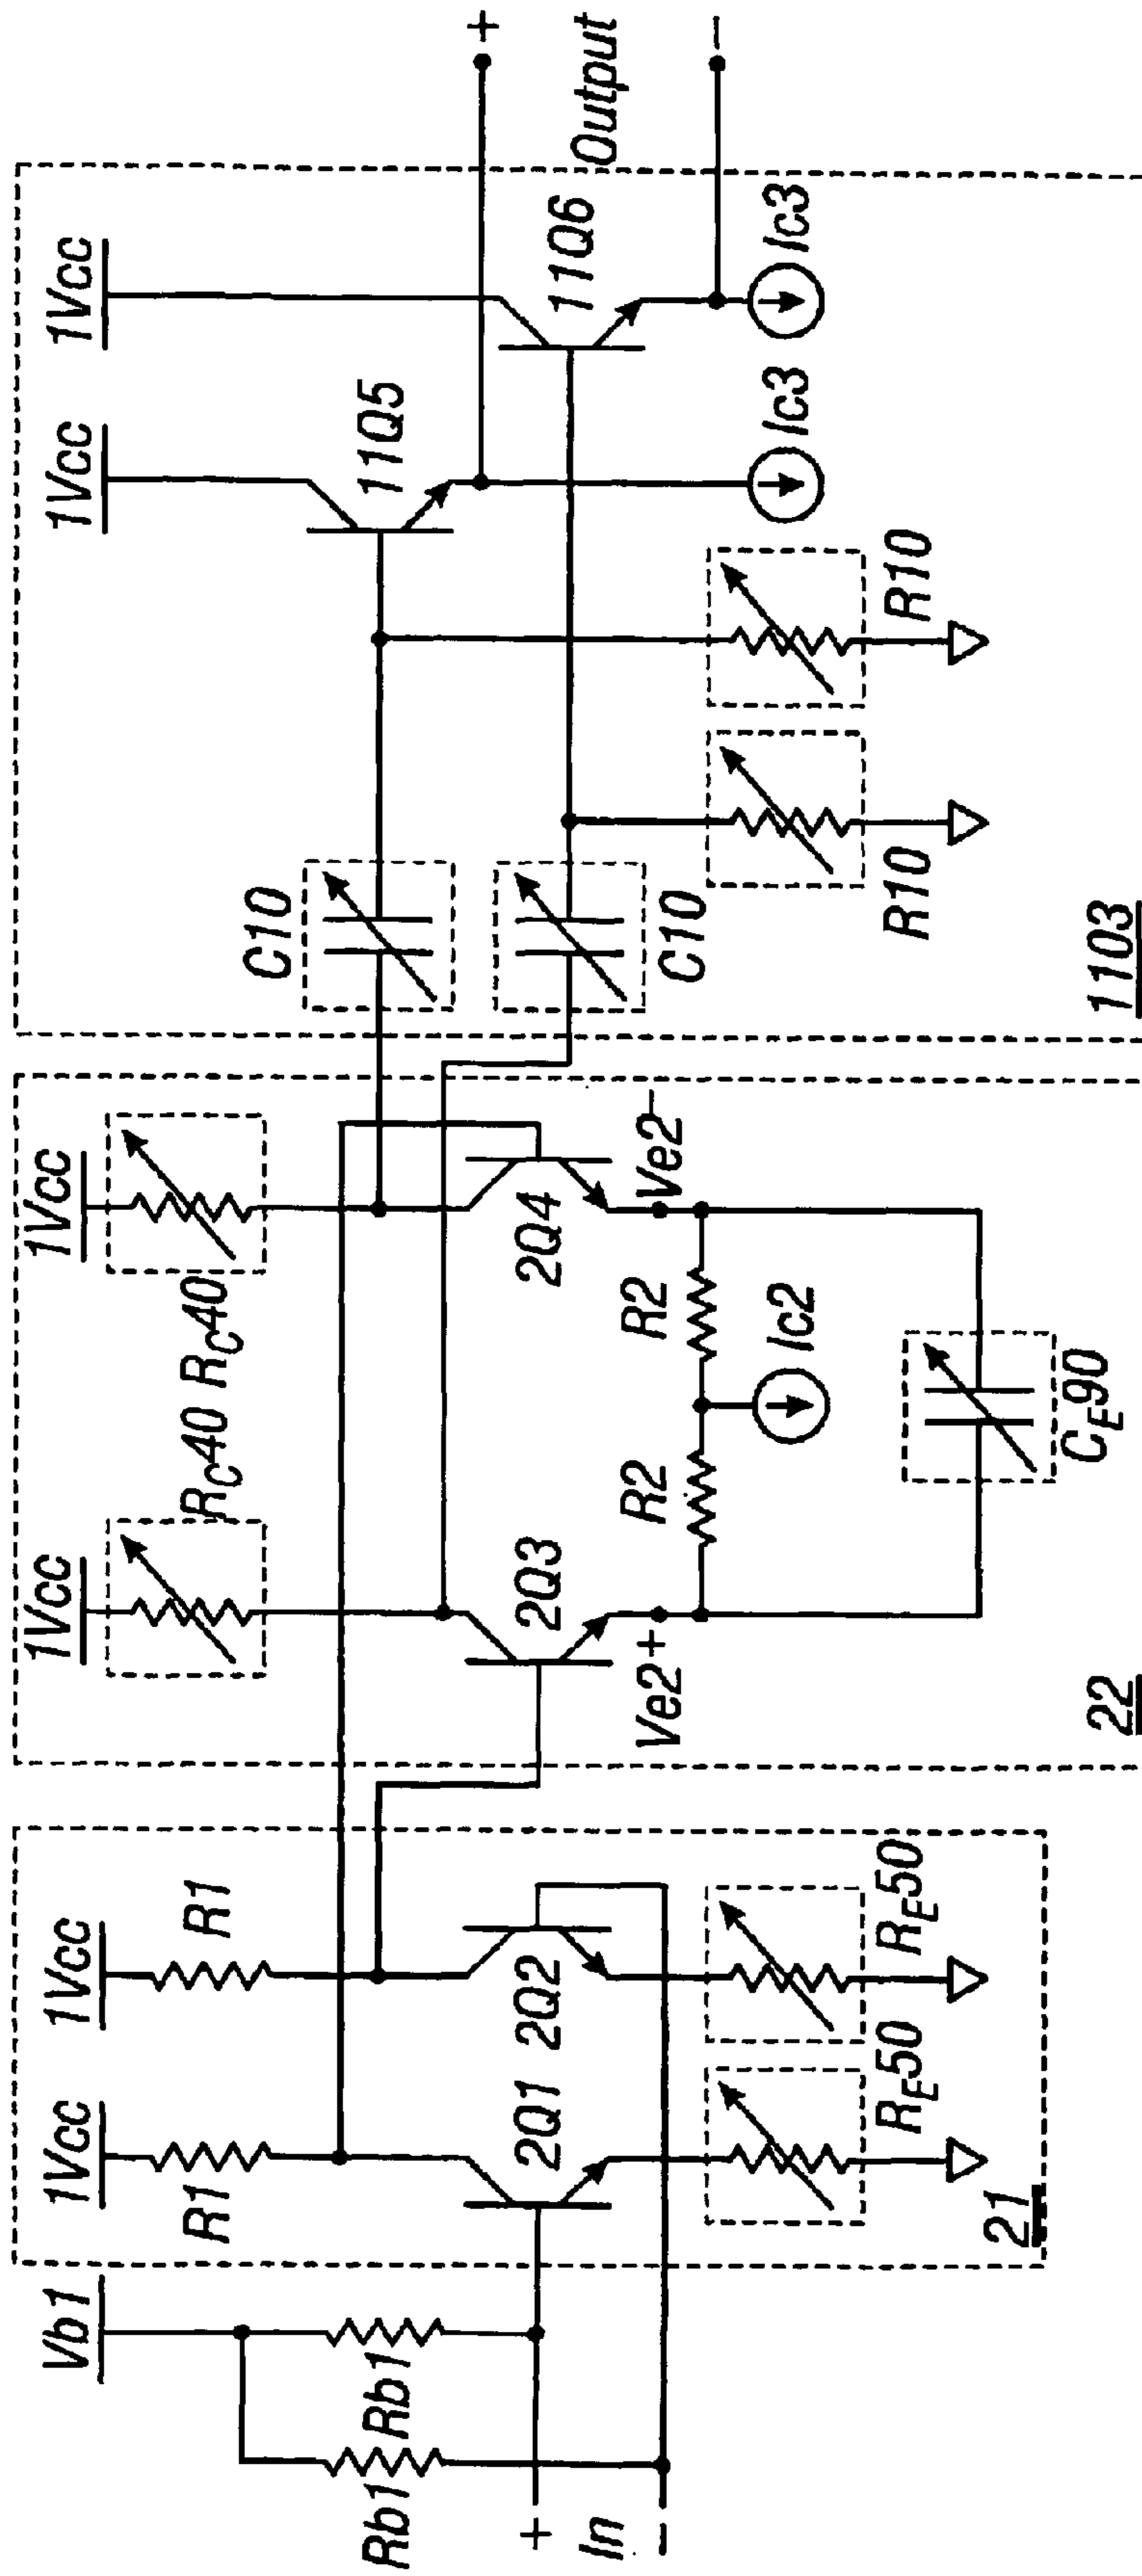 Vb1
Rb1
Rb1
+
In
-
1Vcc
1Vcc
R1
R1
2Q1
2Q2
RE50
RE50
21
1Vcc
1Vcc
RC40
RC40
2Q3
2Q4
Ve2+
Ve2-
R2
R2
Ic2
CE90
22
1Vcc
1Vcc
C10
C10
11Q5
11Q6
R10
R10
Ic3
Ic3
1103
+
Output
-